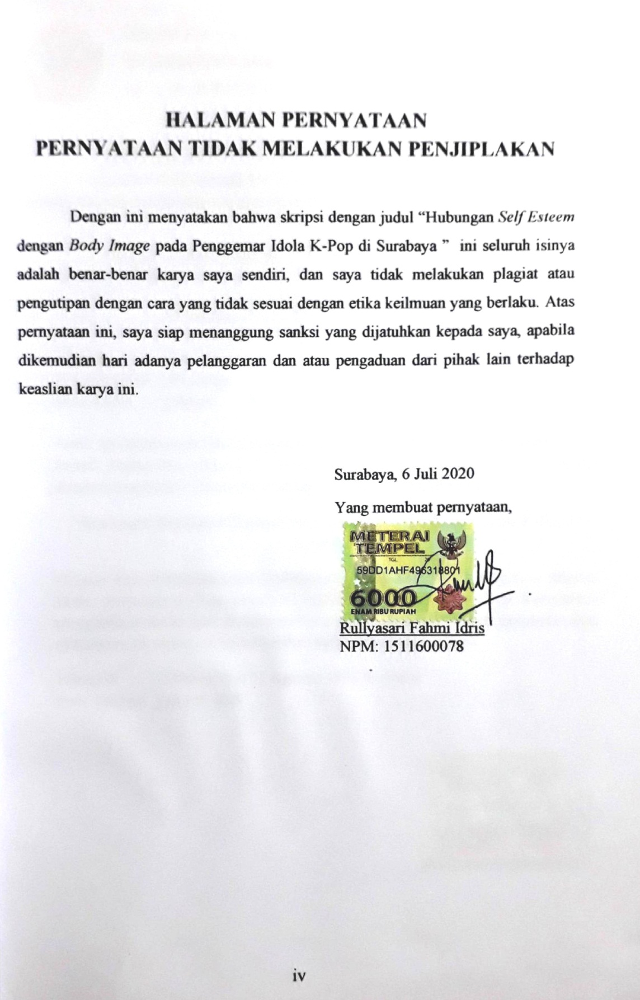 HALAMAN PERNYATAAN
PERNYATAAN TIDAK MELAKUKAN PENJIPLAKAN
Dengan ini menyatakan bahwa skripsi dengan judul “Hubungan Self Esteem
dengan Body Image pada Penggemar Idola K-Pop di Surabaya ” ini seluruh isinya
adalah benar-benar karya saya sendiri, dan saya tidak melakukan plagiat atau
pengutipan dengan cara yang tidak sesuai dengan etika keilmuan yang berlaku. Atas
pernyataan ini, saya siap menanggung sanksi yang dijatuhkan kepada saya, apabila
dikemudian hari adanya pelanggaran dan atau pengaduan dari pihak lain terhadap
keaslian karya ini.
Surabaya, 6 Juli 2020
Yang membuat pernyataan,
METERAI
TEMPEL
TGL
59DD1AHF496318801
6000
ENAM RIBU RUPIAH
Rullyasari Fahmi Idris
NPM: 1511600078
iv